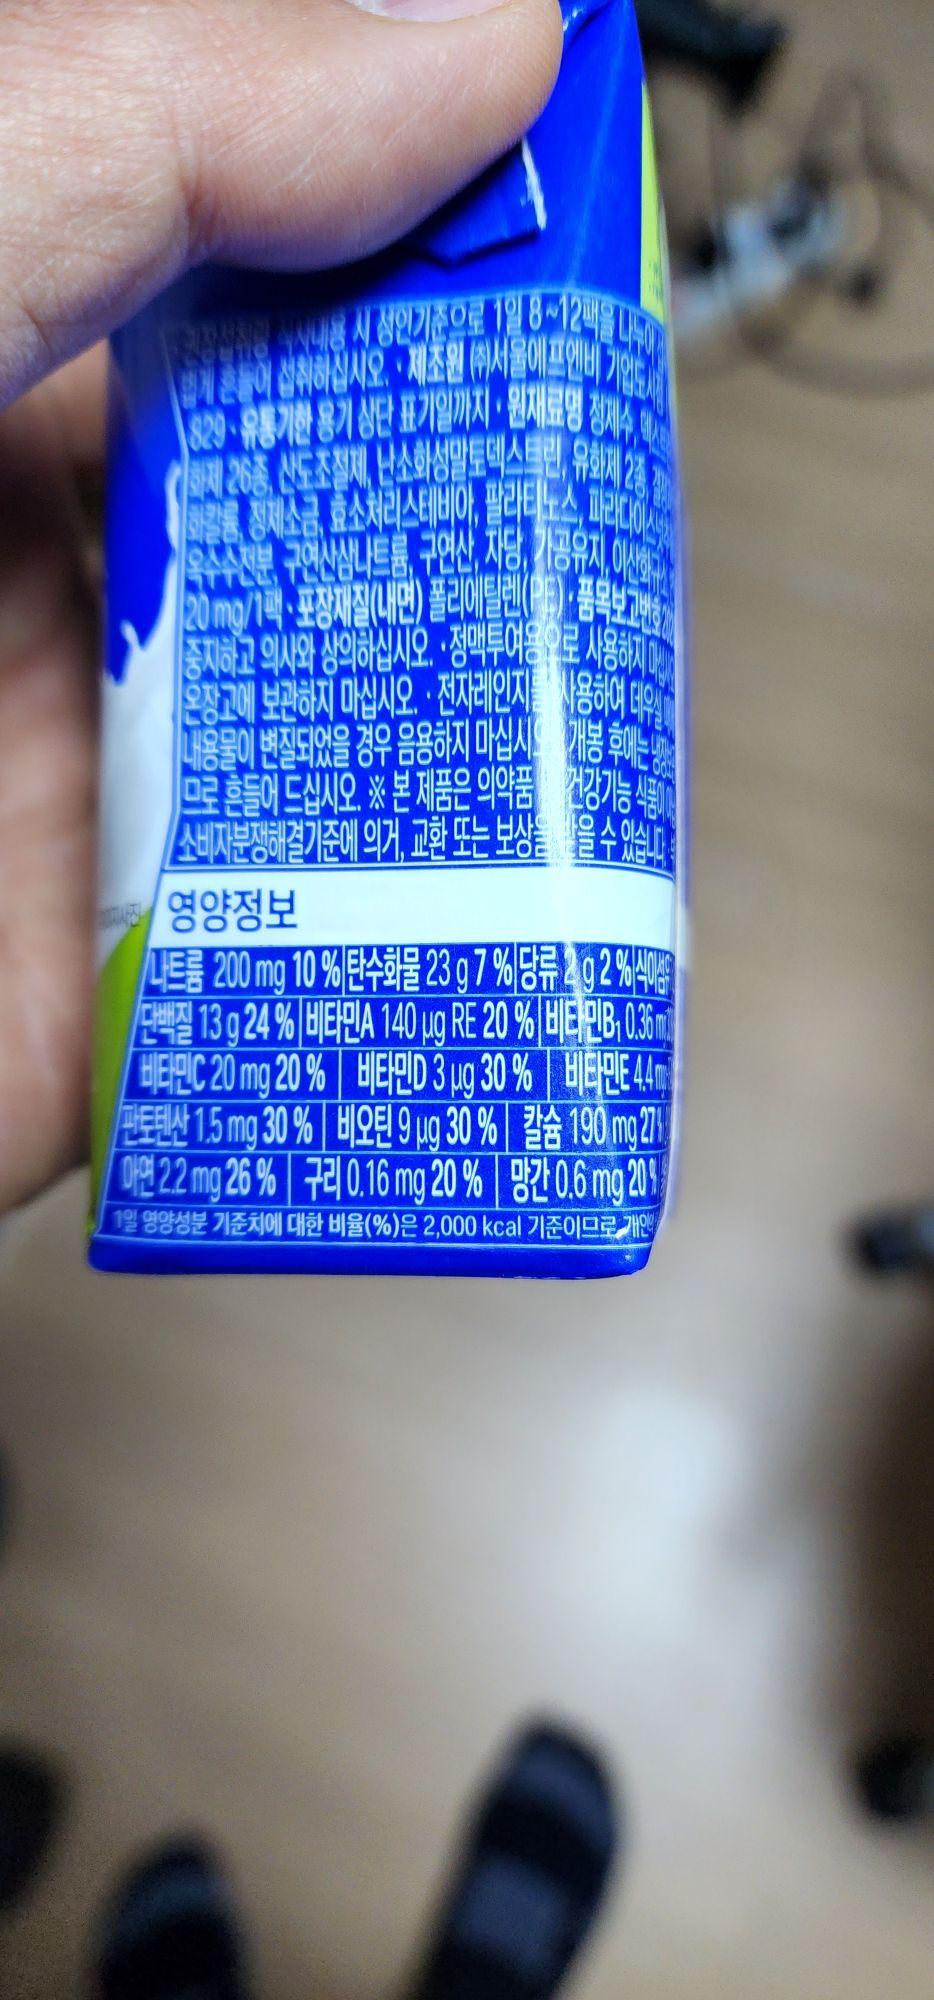 성인기준으로 1일 8~12팩을 나누어
섭취하십시오. · 제조원 ㈜서울에프엔비 기업도시
829 · 유통기한 용기 상단 표기일까지 · 원재료명 정제수,
화제 26종, 산도조절제, 난소화성말토덱스트린, 유화제 2종,
화칼륨, 정제소금, 효소처리스테비아, 팔라티노스,
옥수수전분, 구연산삼나트륨, 구연산, 자당, 가공유지,
20 mg/1팩 · 포장재질(내면) 폴리에틸렌(PE) · 품목보고번호
중지하고 의사와 상의하십시오. · 정맥투여용으로 사용하지 마십시오
온장고에 보관하지 마십시오. · 전자레인지를 사용하여 데우실
내용물이 변질되었을 경우 음용하지 마십시오 개봉 후에는
므로 흔들어 드십시오. ※ 본 제품은 의약품 건강기능 식품이
소비자분쟁해결기준에 의거, 교환 또는 보상을 받을 수 있습니다.
영양정보
나트륨 200 mg 10 % 탄수화물 23 g 7 % 당류 2 g 2 % 식이섬유
단백질 13 g 24 % 비타민A 140 μg RE 20 % 비타민B₁ 0.36
비타민C 20 mg 20 % 비타민D 3 μg 30 % 비타민E 4.4
판토텐산 1.5 mg 30 % 비오틴 9 μg 30 % 칼슘 190 mg 27
아연 2.2 mg 26 % 구리 0.16 mg 20 % 망간 0.6 mg 20 %
1일 영양성분 기준치에 대한 비율(%)은 2,000 kcal 기준이므로